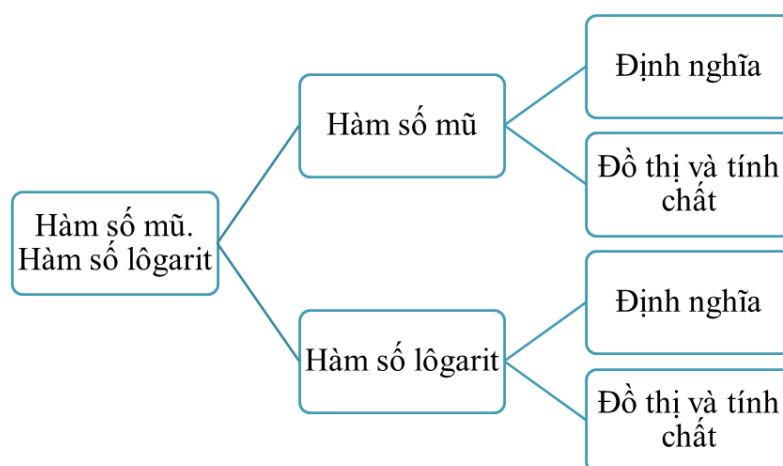 Hàm số mũ.
Hàm số lôgarit
Hàm số mũ
Định nghĩa
Đồ thị và tính
chất
Hàm số lôgarit
Định nghĩa
Đồ thị và tính
chất